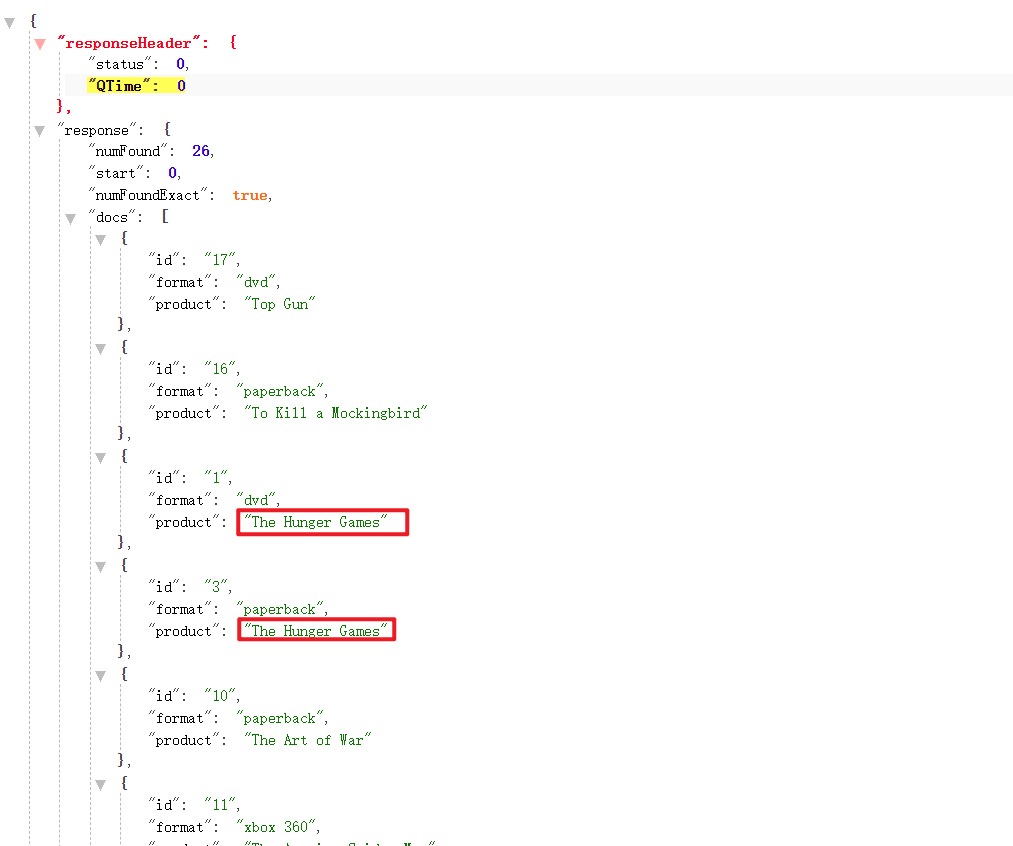 {
"responseHeader": {
"status": 0,
"QTime": 0
},
"response": {
"numFound": 26,
"start": 0,
"numFoundExact": true,
"docs": [
{
"id": "17",
"format": "dvd",
"product": "Top Gun"
},
{
"id": "16",
"format": "paperback",
"product": "To Kill a Mockingbird"
},
{
"id": "1",
"format": "dvd",
"product": "The Hunger Games"
},
{
"id": "3",
"format": "paperback",
"product": "The Hunger Games"
},
{
"id": "10",
"format": "paperback",
"product": "The Art of War"
},
{
"id": "11",
"format": "xbox 360",